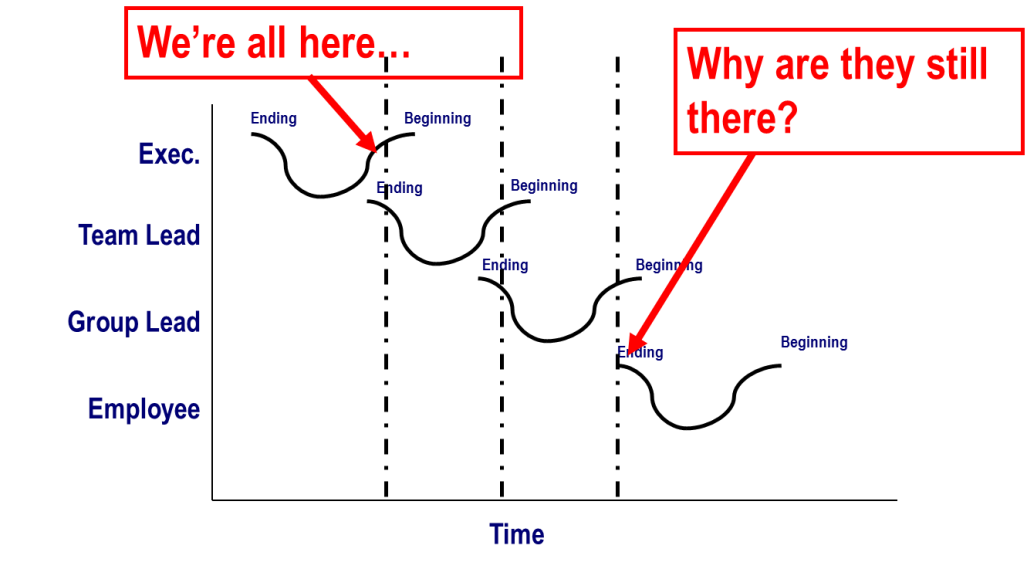 We’re all here…
Why are they still
there?
Ending
Beginning
Exec.
Ending
Beginning
Team Lead
Ending
Beginning
Group Lead
Ending
Beginning
Employee
Time